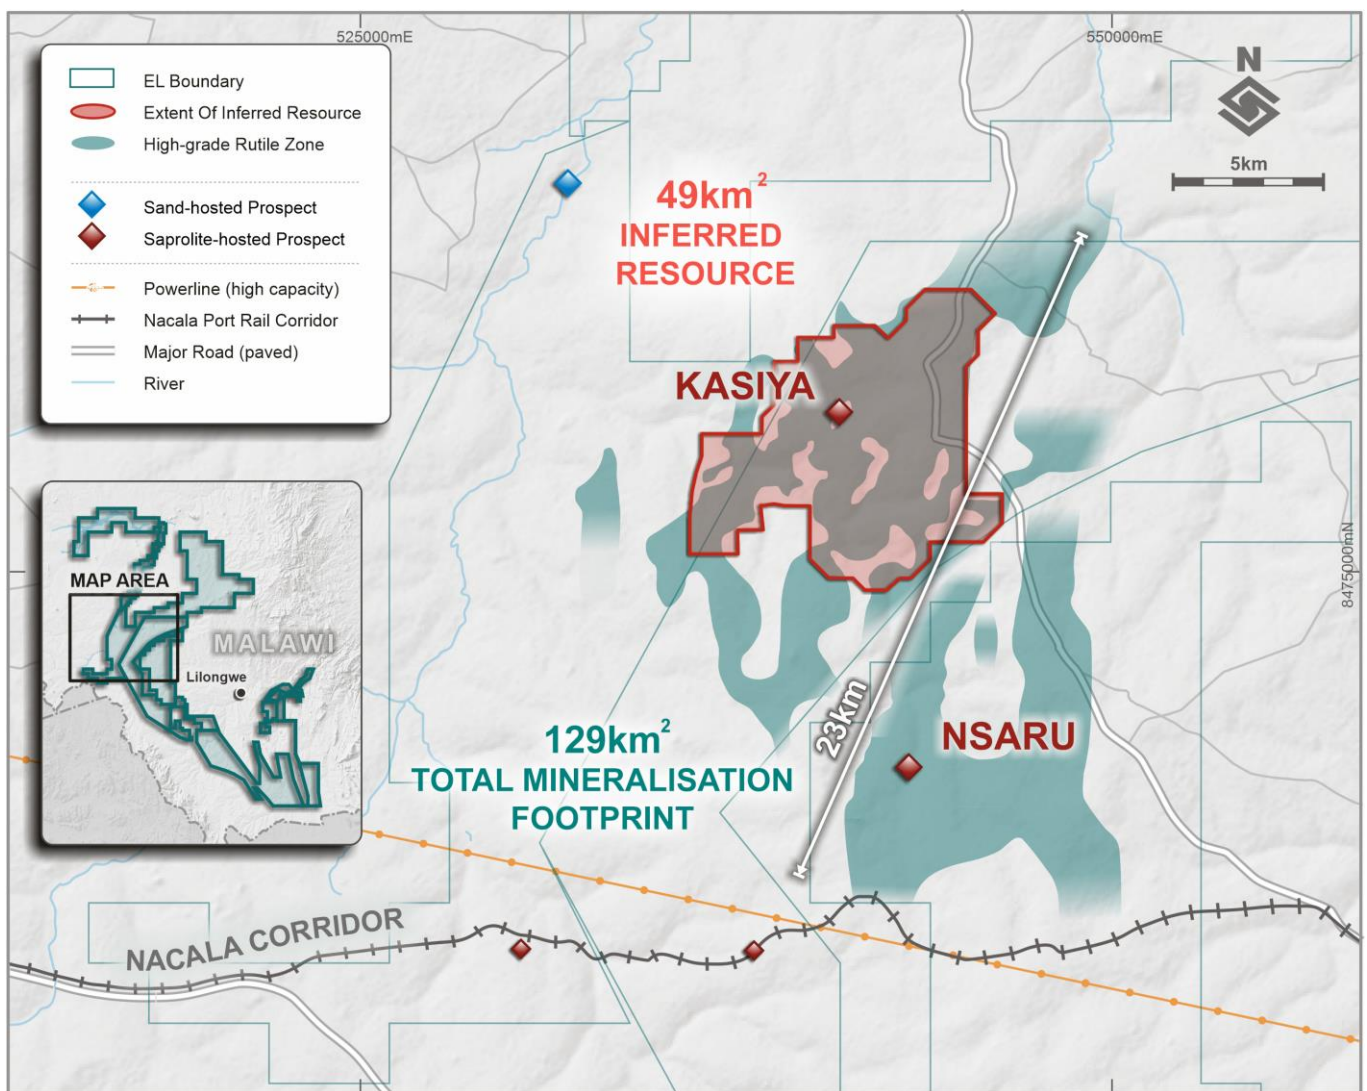 525000mE
550000mE
EL Boundary
Extent Of Inferred Resource
High-grade Rutile Zone
Sand-hosted Prospect
Saprolite-hosted Prospect
Powerline (high capacity)
Nacala Port Rail Corridor
Major Road (paved)
River
N
5km
49km²
INFERRED
RESOURCE
KASIYA
8475000mN
MAP AREA
MALAWI
Lilongwe
23km
NSARU
129km²
TOTAL MINERALISATION
FOOTPRINT
NACALA CORRIDOR